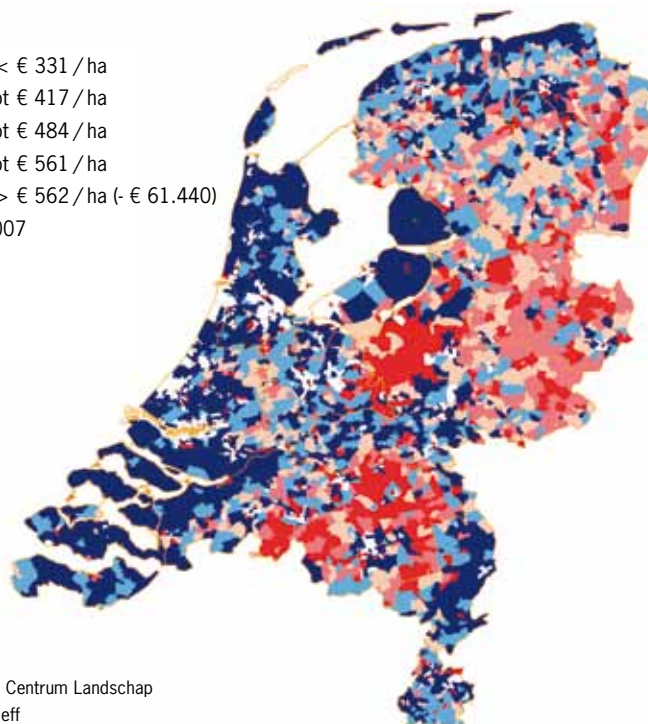 < € 331 / ha
ot € 417 / ha
ot € 484 / ha
ot € 561 / ha
> € 562 / ha (- € 61.440)
007
Centrum Landschap
eff